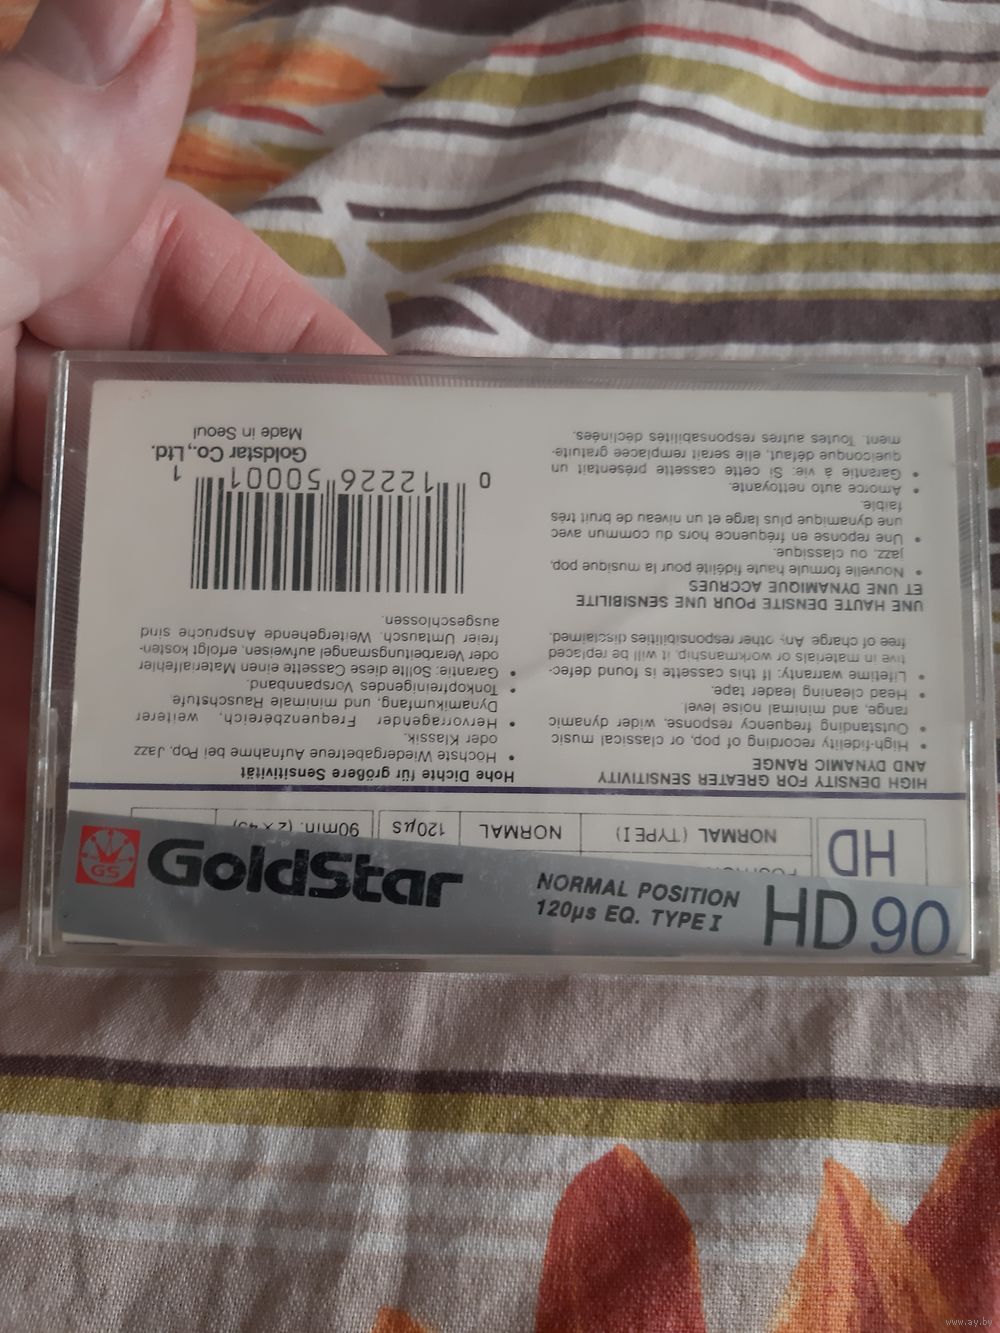 GS GoldStar
NORMAL POSITION
120µs EQ. TYPE I
HD 90
HD
NORMAL (TYPE I)
NORMAL
120µs
90min. (2 x 45)
HIGH DENSITY FOR GREATER SENSITIVITY
AND DYNAMIC RANGE
• High-fidelity recording of pop, or classical music
• Outstanding frequency response, wider dynamic
range, and minimal noise level.
• Head cleaning leader tape.
• Lifetime warranty: If this cassette is found defec-
tive in materials or workmanship, it will be replaced
free of charge. Any other responsibilities disclaimed.
UNE HAUTE DENSITE POUR UNE SENSIBILITE
ET UNE DYNAMIQUE ACCRUES
• Nouvelle formule haute fidélité pour la musique pop,
jazz. ou classique.
• Une reponse en fréquence hors du commun avec
une dynamique plus large et un niveau de bruit trés
faible.
• Amorce auto nettoyante.
• Garantie à vie: Si cette cassette présentait un
quelconque défaut, elle serait remplacée gratuite-
ment. Toutes autres responsabilités déclinées.
Hohe Dichte für größere Sensitivität
• Höchste Wiedergabetreue Aufnahme bei Pop, Jazz
oder Klassik.
• Hervorragender Frequenzbereich, weiterer
Dynamikumfang, und minimale Rauschstufe
• Tonkopfreinigendes Vorspannband.
• Garantie: Sollte diese Cassette einen Materialfehler
oder Verarbeitungsmangel aufweisen, erfolgt kosten-
freier Umtausch. Weitergehende Ansprüche sind
ausgeschlossen.
0 12226 50001 1
Goldstar Co., Ltd.
Made in Seoul
www.ay.by